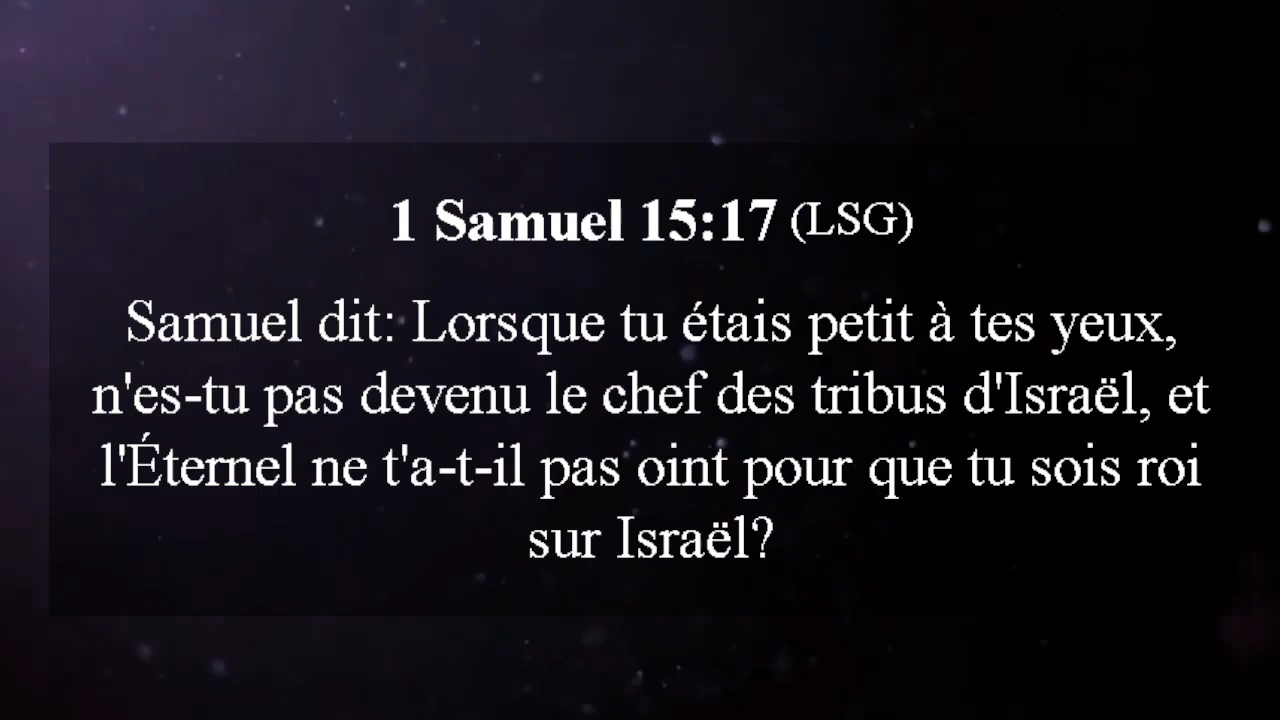 1 Samuel 15:17 (LSG)
Samuel dit: Lorsque tu étais petit à tes yeux,
n'es-tu pas devenu le chef des tribus d'Israël, et
l'Éternel ne t'a-t-il pas oint pour que tu sois roi
sur Israël?